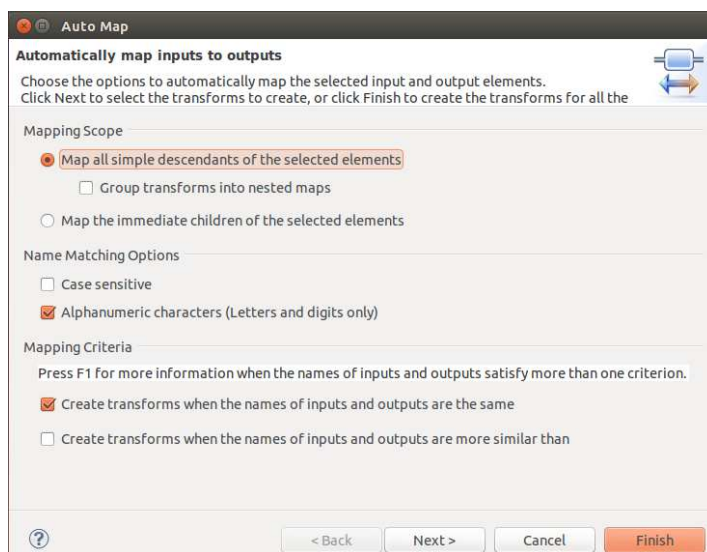 Auto Map
Automatically map inputs to outputs
Choose the options to automatically map the selected input and output elements.
Click Next to select the transforms to create, or click Finish to create the transforms for all the
Mapping Scope
Map all simple descendants of the selected elements
Group transforms into nested maps
Map the immediate children of the selected elements
Name Matching Options
Case sensitive
Alphanumeric characters (Letters and digits only)
Mapping Criteria
Press F1 for more information when the names of inputs and outputs satisfy more than one criterion.
Create transforms when the names of inputs and outputs are the same
Create transforms when the names of inputs and outputs are more similar than
?
< Back Next > Cancel Finish